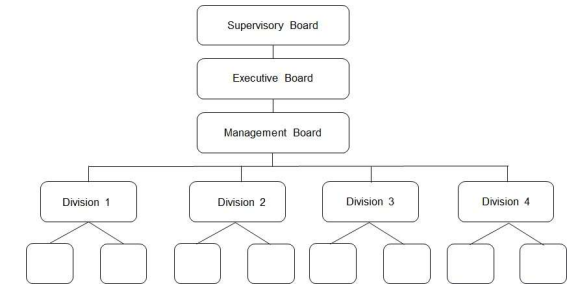 Supervisory Board
Executive Board
Management Board
Division 1
Division 2
Division 3
Division 4